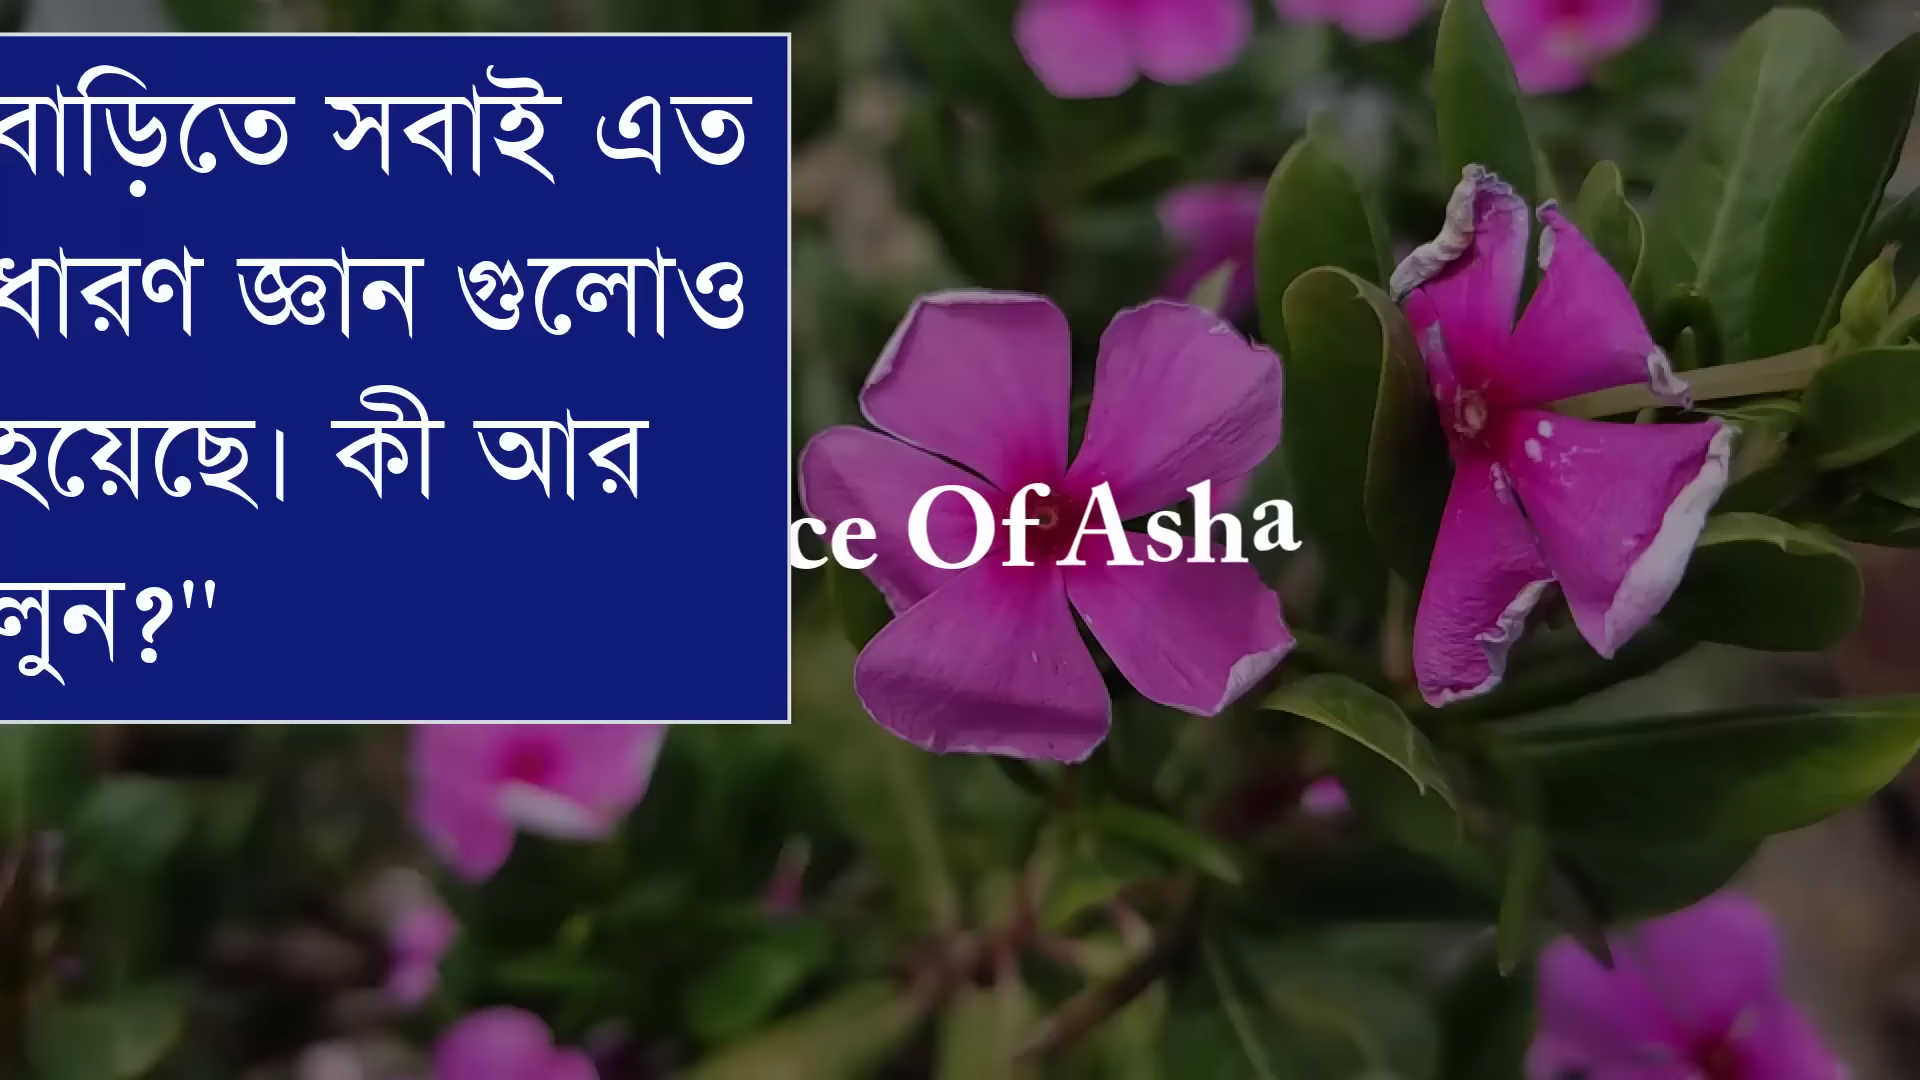 বাড়িতে সবাই এত
ধারণ জ্ঞান গুলোও
হয়েছে। কী আর
লুন?"
ce Of Asha